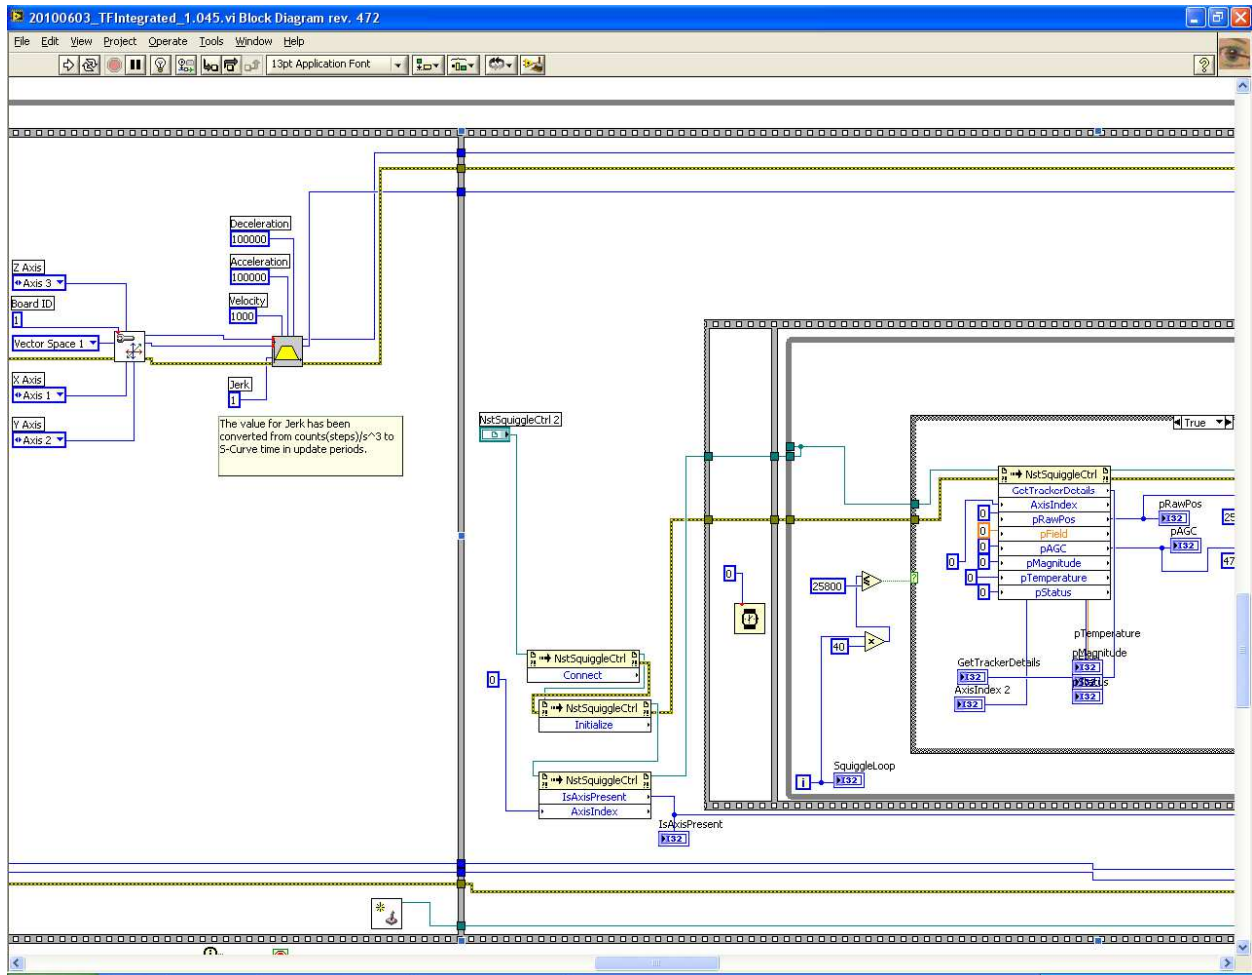 20100603_TFIntegrated_1.045.vi Block Diagram rev. 472
File Edit View Project Operate Tools Window Help
13pt Application Font
Deceleration
100000
Acceleration
100000
Velocity
1000
Z Axis
Axis 3
Board ID
1
Vector Space 1
X Axis
Axis 1
Y Axis
Axis 2
Jerk
1
The value for Jerk has been
converted from counts(steps)/s^3 to
S-Curve time in update periods.
NstSquiggleCtrl 2
0
NstSquiggleCtrl
Connect
NstSquiggleCtrl
Initialize
NstSquiggleCtrl
IsAxisPresent
AxisIndex
IsAxisPresent
I32
0
25800
40
i
SquiggleLoop
I32
True
NstSquiggleCtrl
GetTrackerDetails
AxisIndex
0 pRawPos
0 pField
0 pAGC
0 0 pMagnitude
0 pTemperature
0 pStatus
pRawPos
I32
25
pAGC
I32
47
pTemperature
pMagnitude
I32
pStatus
I32
GetTrackerDetails
I32
AxisIndex 2
I32